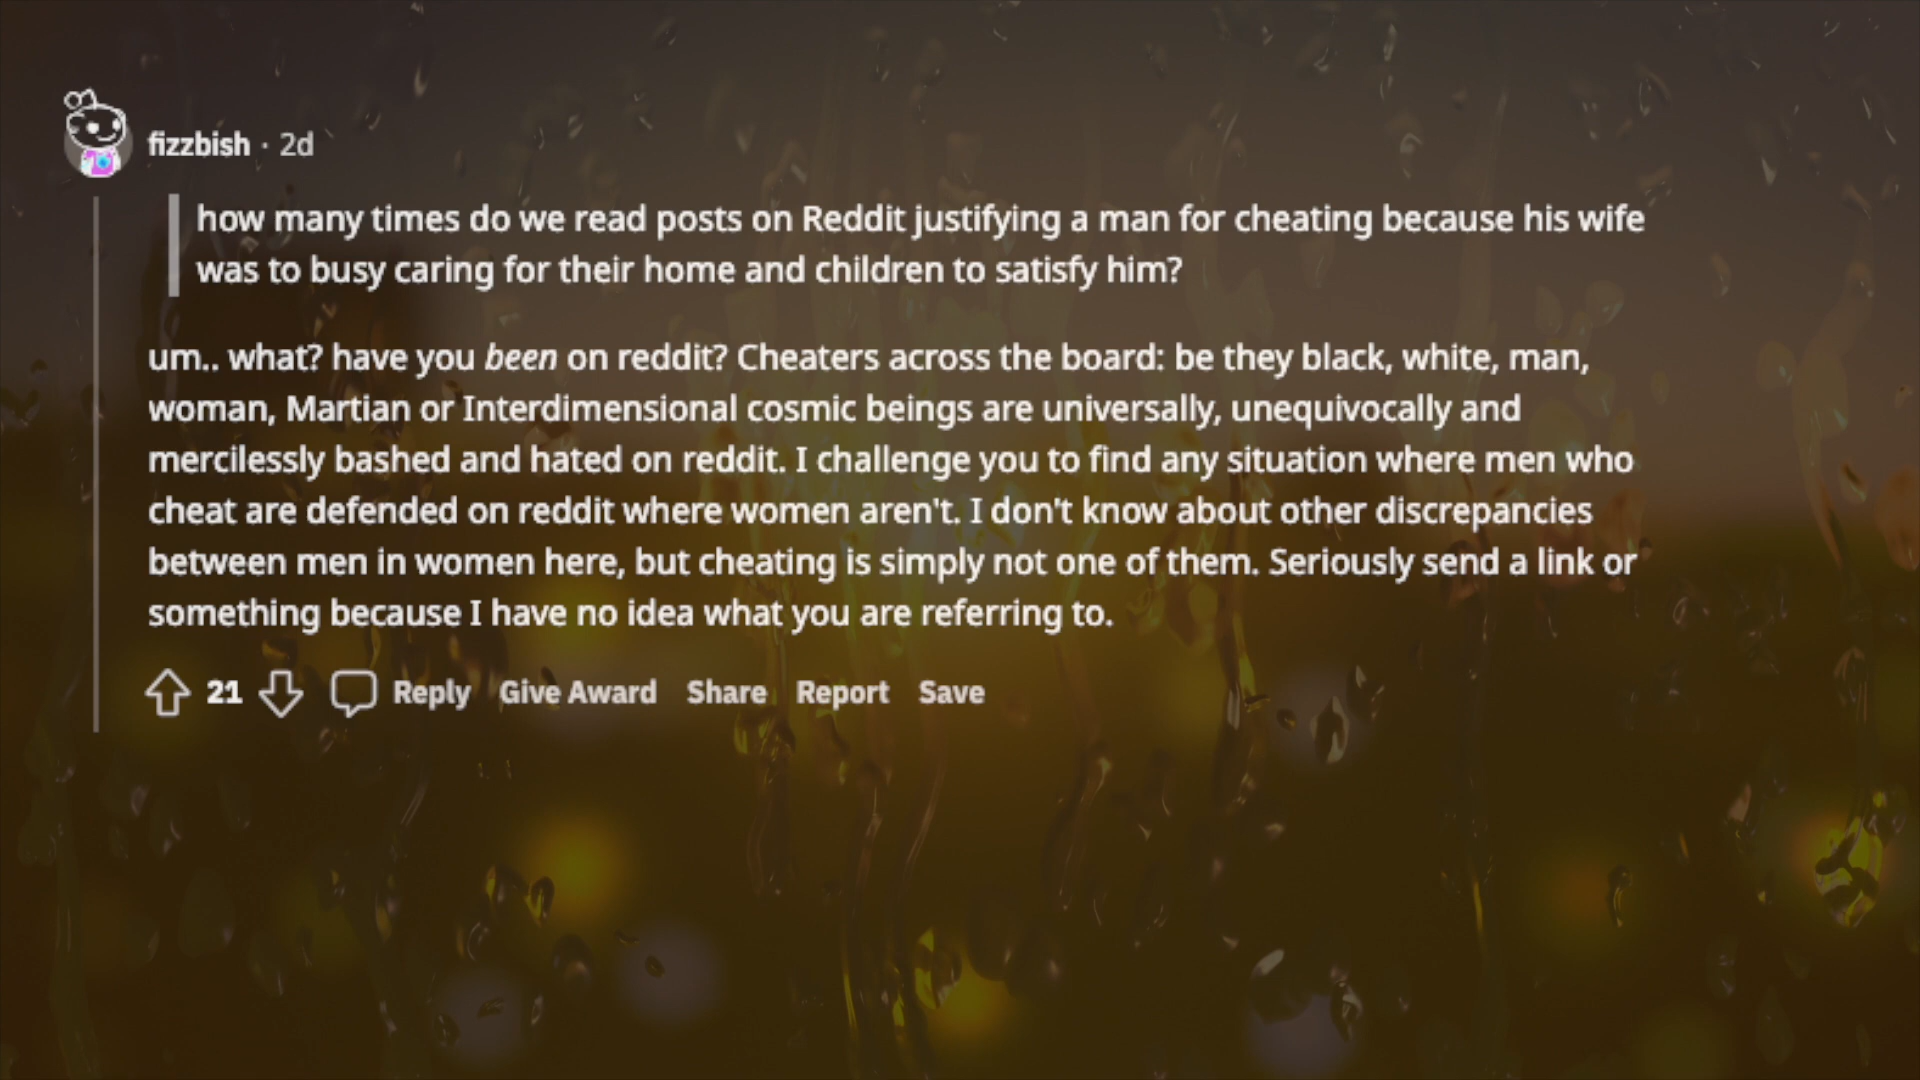 fizzbish · 2d
how many times do we read posts on Reddit justifying a man for cheating because his wife
was to busy caring for their home and children to satisfy him?
um.. what? have you been on reddit? Cheaters across the board: be they black, white, man,
woman, Martian or Interdimensional cosmic beings are universally, unequivocally and
mercilessly bashed and hated on reddit. I challenge you to find any situation where men who
cheat are defended on reddit where women aren't. I don't know about other discrepancies
between men in women here, but cheating is simply not one of them. Seriously send a link or
something because I have no idea what you are referring to.
21 Reply Give Award Share Report Save